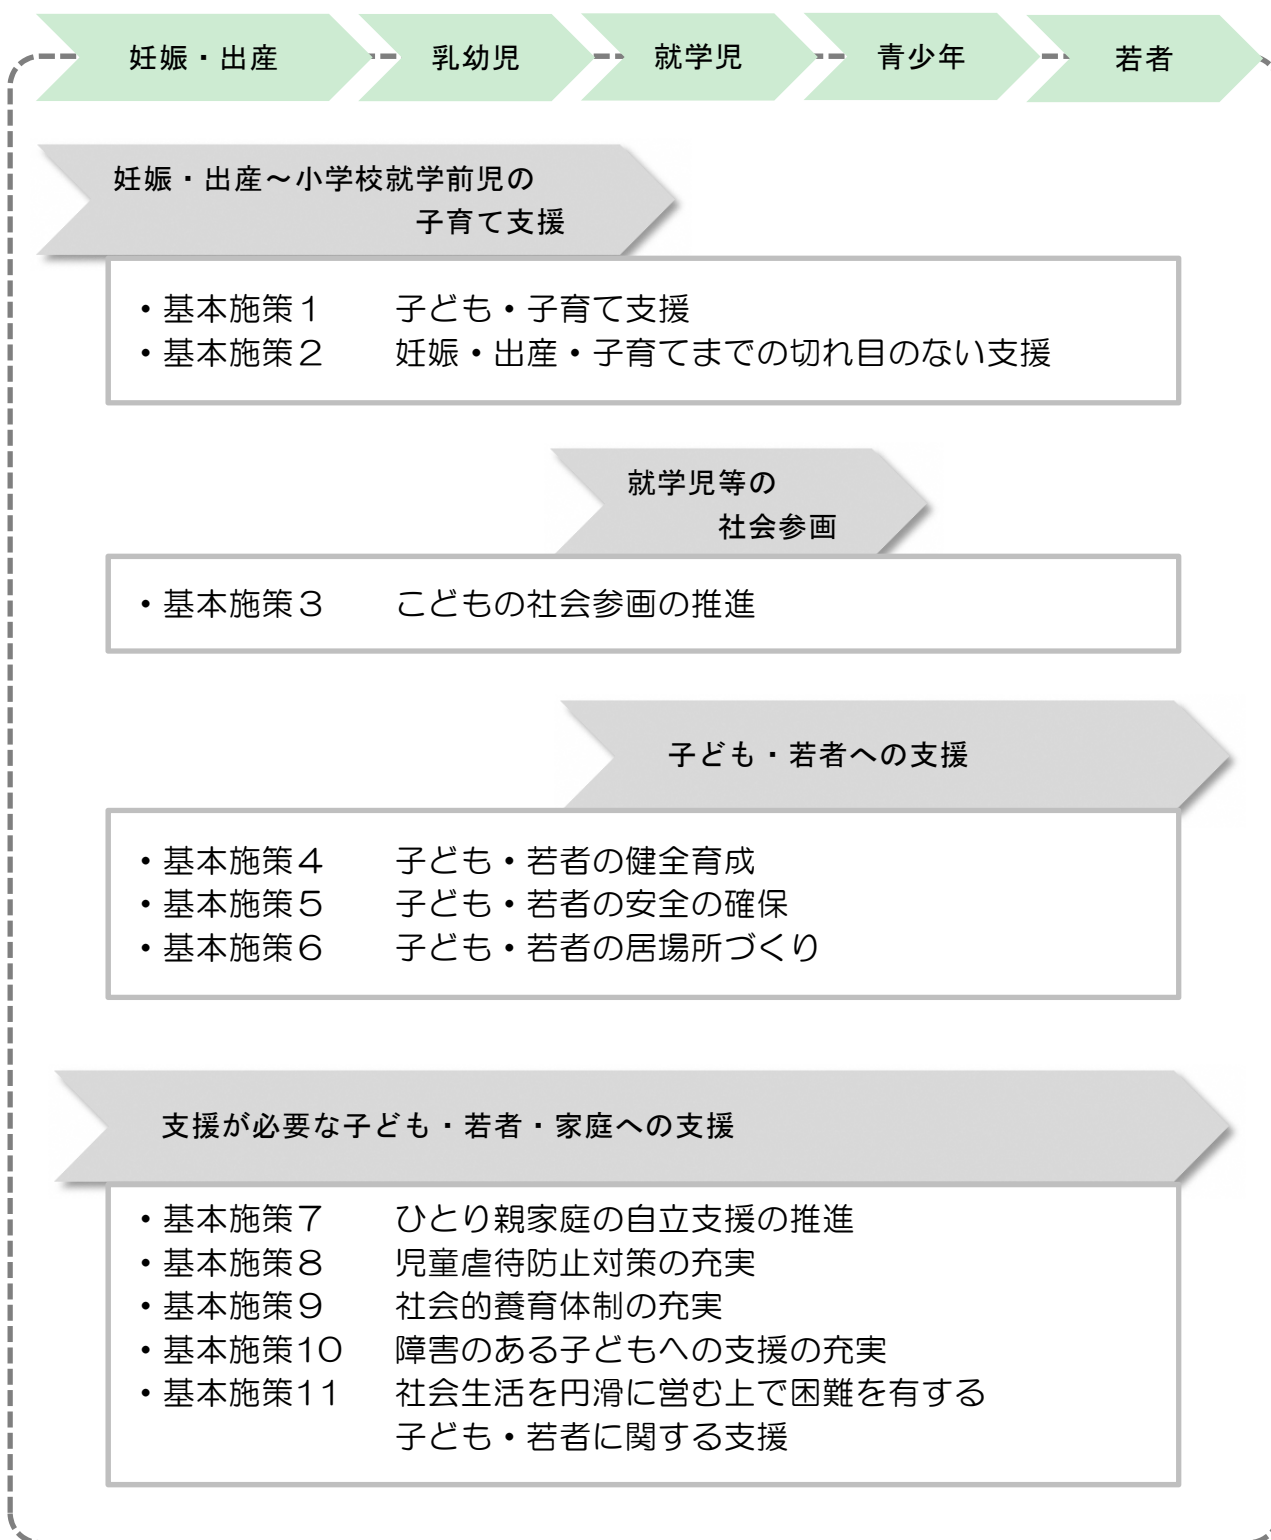 妊娠・出産 乳幼児 就学児 青少年 若者
妊娠・出産～小学校就学前児の
子育て支援
・基本施策１ 子ども・子育て支援
・基本施策２ 妊娠・出産・子育てまでの切れ目のない支援
就学児等の
社会参画
・基本施策３ こどもの社会参画の推進
子ども・若者への支援
・基本施策４ 子ども・若者の健全育成
・基本施策５ 子ども・若者の安全の確保
・基本施策６ 子ども・若者の居場所づくり
支援が必要な子ども・若者・家庭への支援
・基本施策７ ひとり親家庭の自立支援の推進
・基本施策８ 児童虐待防止対策の充実
・基本施策９ 社会的養育体制の充実
・基本施策10 障害のある子どもへの支援の充実
・基本施策11 社会生活を円滑に営む上で困難を有する
子ども・若者に関する支援